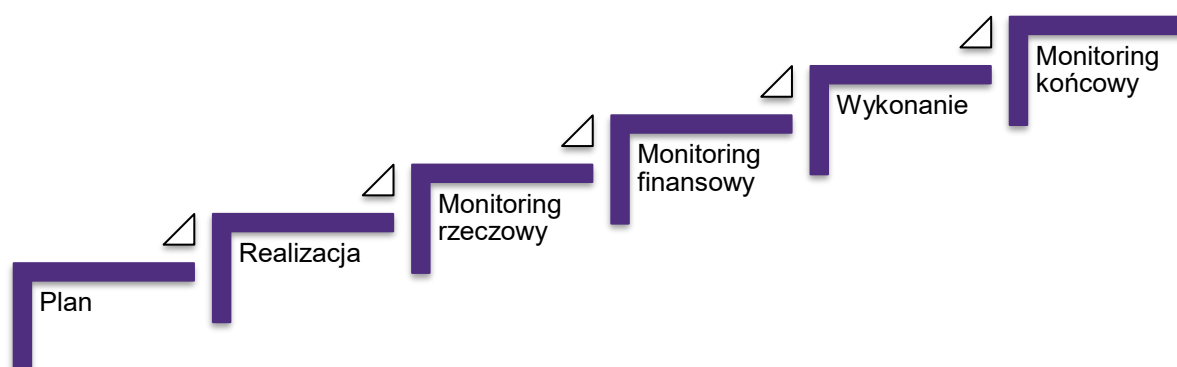 Plan
Realizacja
Monitoring
rzeczowy
Monitoring
finansowy
Wykonanie
Monitoring
końcowy